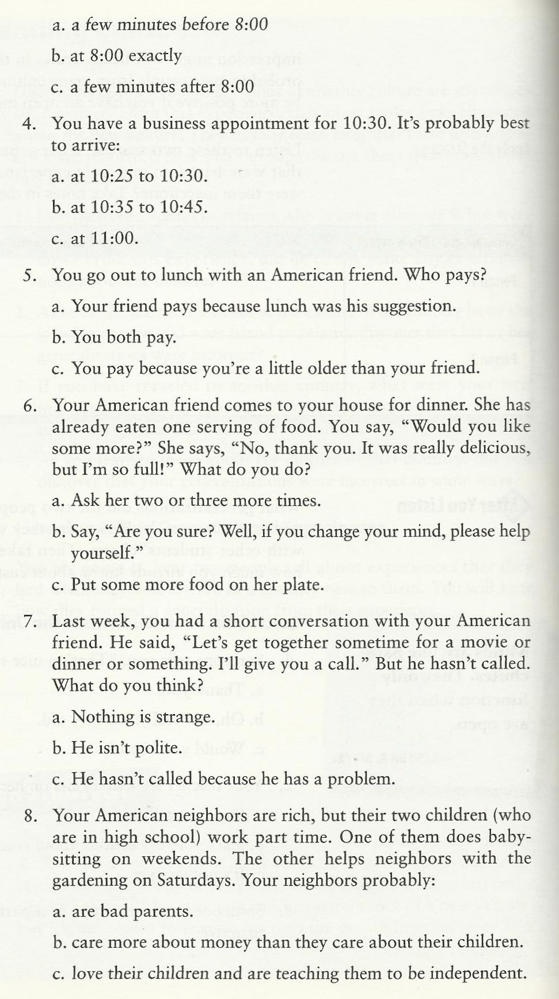 a. a few minutes before 8:00
b. at 8:00 exactly
c. a few minutes after 8:00
4. You have a business appointment for 10:30. It's probably best
to arrive:
a. at 10:25 to 10:30.
b. at 10:35 to 10:45.
c. at 11:00.
5. You go out to lunch with an American friend. Who pays?
a. Your friend pays because lunch was his suggestion.
b. You both pay.
c. You pay because you're a little older than your friend.
6. Your American friend comes to your house for dinner. She has
already eaten one serving of food. You say, “Would you like
some more?” She says, “No, thank you. It was really delicious,
but I'm so full!” What do you do?
a. Ask her two or three more times.
b. Say, “Are you sure? Well, if you change your mind, please help
yourself.”
c. Put some more food on her plate.
7. Last week, you had a short conversation with your American
friend. He said, “Let's get together sometime for a movie or
dinner or something. I'll give you a call.” But he hasn't called.
What do you think?
a. Nothing is strange.
b. He isn't polite.
c. He hasn't called because he has a problem.
8. Your American neighbors are rich, but their two children (who
are in high school) work part time. One of them does baby-
sitting on weekends. The other helps neighbors with the
gardening on Saturdays. Your neighbors probably:
a. are bad parents.
b. care more about money than they care about their children.
c. love their children and are teaching them to be independent.